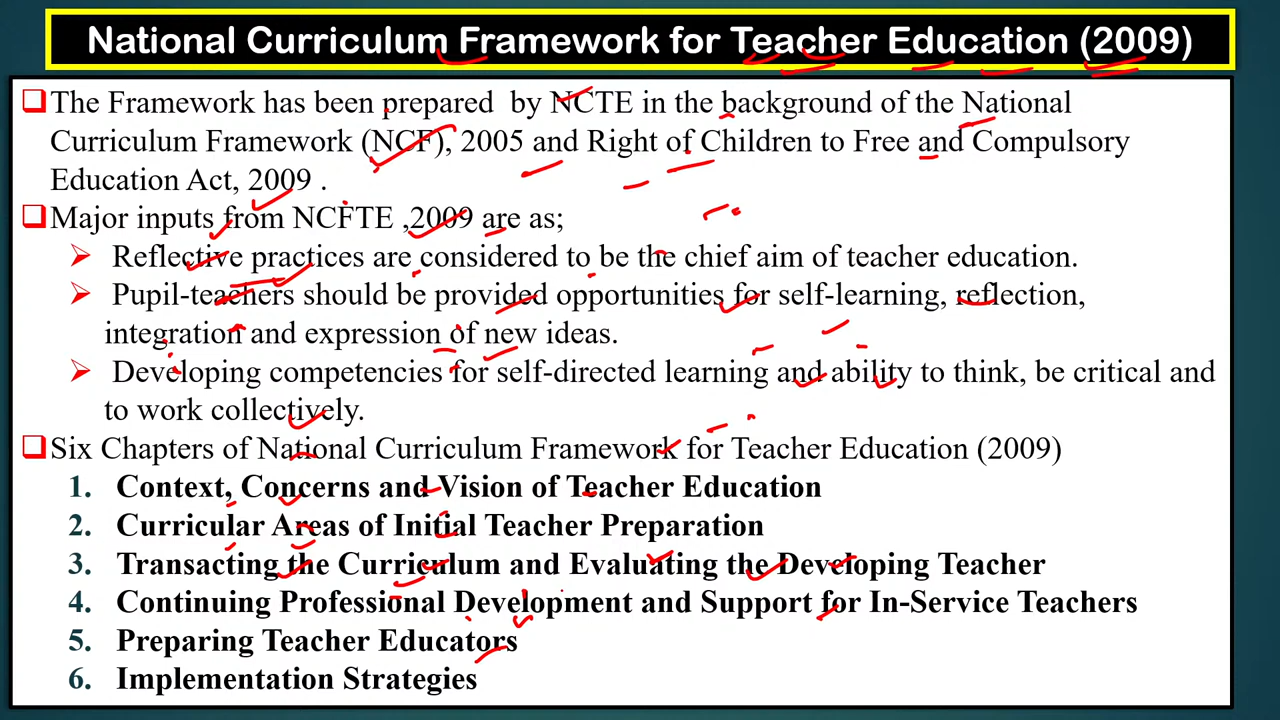 National Curriculum Framework for Teacher Education (2009)
The Framework has been prepared by NCTE in the background of the National
Curriculum Framework (NCF), 2005 and Right of Children to Free and Compulsory
Education Act, 2009 .
Major inputs from NCFTE ,2009 are as;
Reflective practices are considered to be the chief aim of teacher education.
Pupil-teachers should be provided opportunities for self-learning, reflection,
integration and expression of new ideas.
Developing competencies for self-directed learning and ability to think, be critical and
to work collectively.
Six Chapters of National Curriculum Framework for Teacher Education (2009)
1. Context, Concerns and Vision of Teacher Education
2. Curricular Areas of Initial Teacher Preparation
3. Transacting the Curriculum and Evaluating the Developing Teacher
4. Continuing Professional Development and Support for In-Service Teachers
5. Preparing Teacher Educators
6. Implementation Strategies